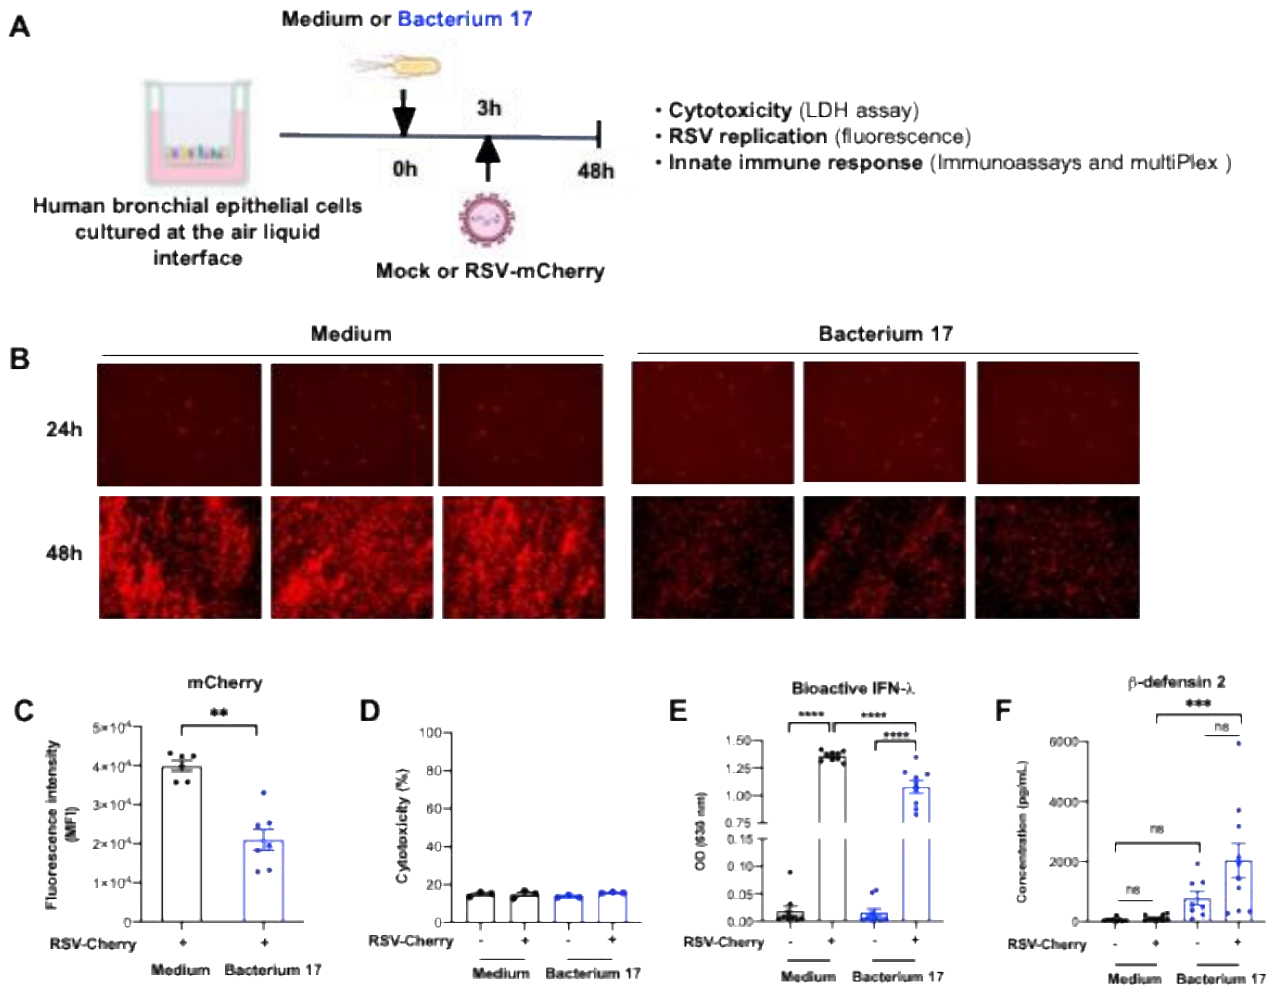 A
Medium or Bacterium 17
3h
0h
48h
Human bronchial epithelial cells
cultured at the air liquid
interface
Mock or RSV-mCherry
• Cytotoxicity (LDH assay)
• RSV replication (fluorescence)
• Innate immune response (Immunoassays and multiPlex )
B
Medium
Bacterium 17
24h
48h
C
mCherry
**
Fluorescence intensity
(MFI)
5×10⁴
4×10⁴
3×10⁴
2×10⁴
1×10⁴
0
RSV-Cherry + +
Medium Bacterium 17
D
Cytotoxicity (%)
100
80
60
40
20
0
RSV-Cherry - + - +
Medium Bacterium 17
E
Bioactive IFN-λ
**** ****
****
OD (630 nm)
1.50
1.25
1.00
0.75
0.15
0.10
0.05
0.00
RSV-Cherry - + - +
Medium Bacterium 17
F
β-defensin 2
***
ns
ns
ns
Concentration (pg/mL)
6000
4000
2000
0
RSV-Cherry - + - +
Medium Bacterium 17